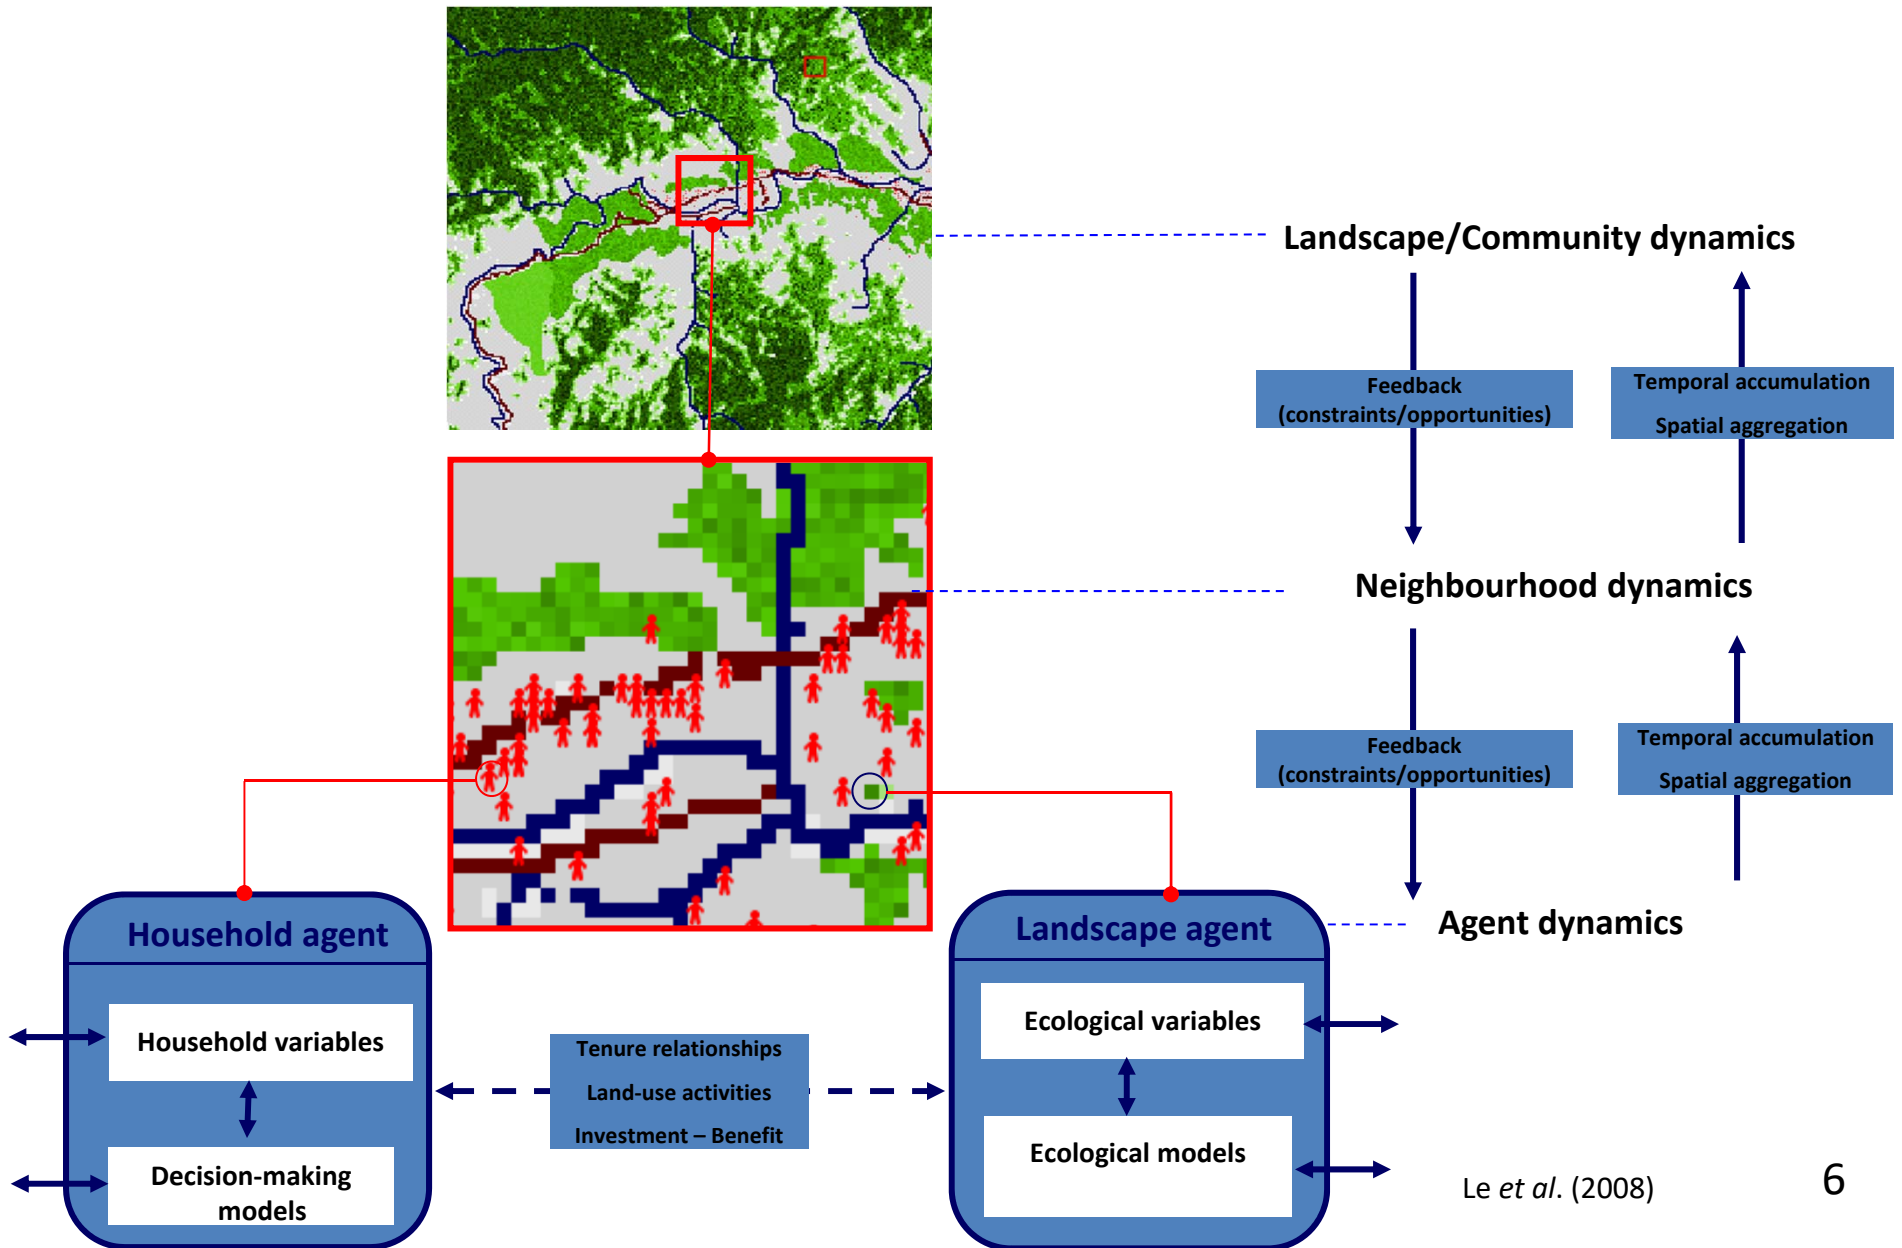 Landscape/Community dynamics
Feedback
(constraints/opportunities)
Temporal accumulation
Spatial aggregation
Neighbourhood dynamics
Feedback
(constraints/opportunities)
Temporal accumulation
Spatial aggregation
Agent dynamics
Household agent
Household variables
Decision-making
models
Tenure relationships
Land-use activities
Investment – Benefit
Landscape agent
Ecological variables
Ecological models
Le et al. (2008)
6